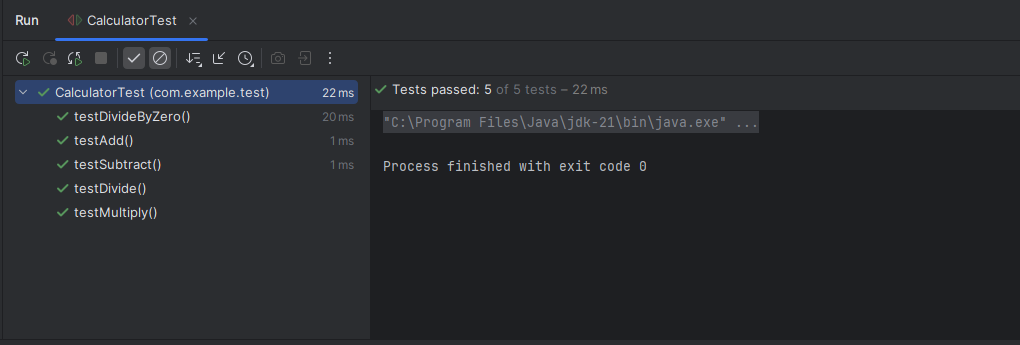 Run CalculatorTest
CalculatorTest (com.example.test) 22 ms
testDivideByZero() 20 ms
testAdd() 1 ms
testSubtract() 1 ms
testDivide()
testMultiply()
Tests passed: 5 of 5 tests – 22 ms
"C:\Program Files\Java\jdk-21\bin\java.exe" ...
Process finished with exit code 0